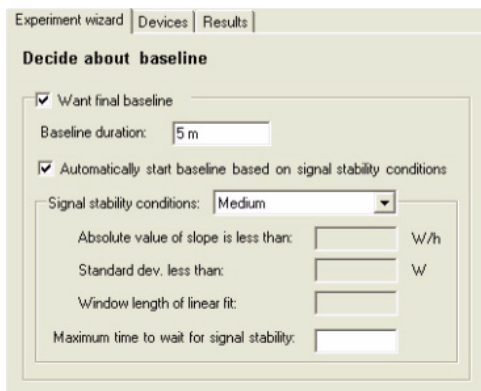 Experiment wizard Devices Results
Decide about baseline
Want final baseline
Baseline duration: 5 m
Automatically start baseline based on signal stability conditions
Signal stability conditions: Medium
Absolute value of slope is less than: W/h
Standard dev. less than: W
Window length of linear fit:
Maximum time to wait for signal stability: